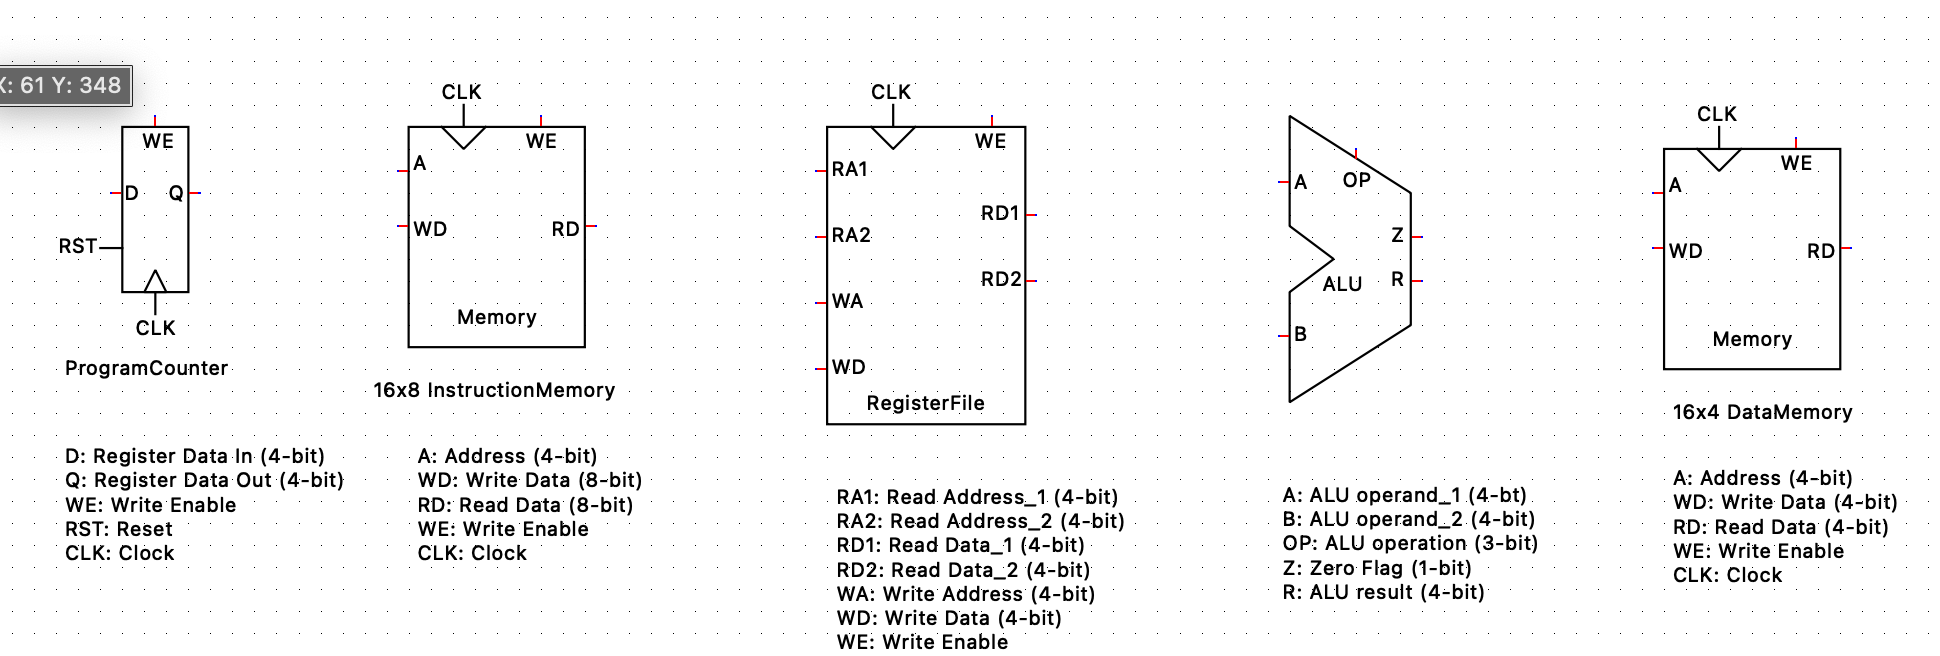 X: 61 Y: 348
WE
D
Q
RST
CLK
ProgramCounter
D: Register Data In (4-bit)
Q: Register Data Out (4-bit)
WE: Write Enable
RST: Reset
CLK: Clock
CLK
WE
A
WD
RD
Memory
16x8 InstructionMemory
A: Address (4-bit)
WD: Write Data (8-bit)
RD: Read Data (8-bit)
WE: Write Enable
CLK: Clock
CLK
WE
RA1
RD1
RA2
RD2
WA
WD
RegisterFile
RA1: Read Address_1 (4-bit)
RA2: Read Address_2 (4-bit)
RD1: Read Data_1 (4-bit)
RD2: Read Data_2 (4-bit)
WA: Write Address (4-bit)
WD: Write Data (4-bit)
WE: Write Enable
A
OP
Z
ALU
R
B
A: ALU operand_1 (4-bt)
B: ALU operand_2 (4-bit)
OP: ALU operation (3-bit)
Z: Zero Flag (1-bit)
R: ALU result (4-bit)
CLK
WE
A
WD
RD
Memory
16x4 DataMemory
A: Address (4-bit)
WD: Write Data (4-bit)
RD: Read Data (4-bit)
WE: Write Enable
CLK: Clock